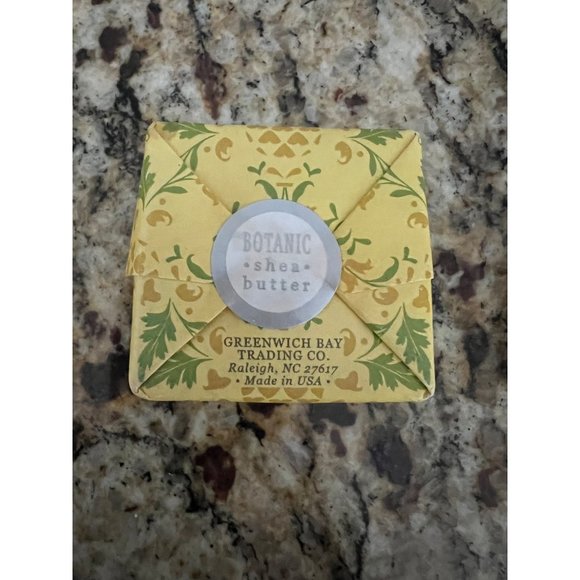 BOTANIC
• shea •
butter
GREENWICH BAY
TRADING CO.
Raleigh, NC 27617
• Made in USA •